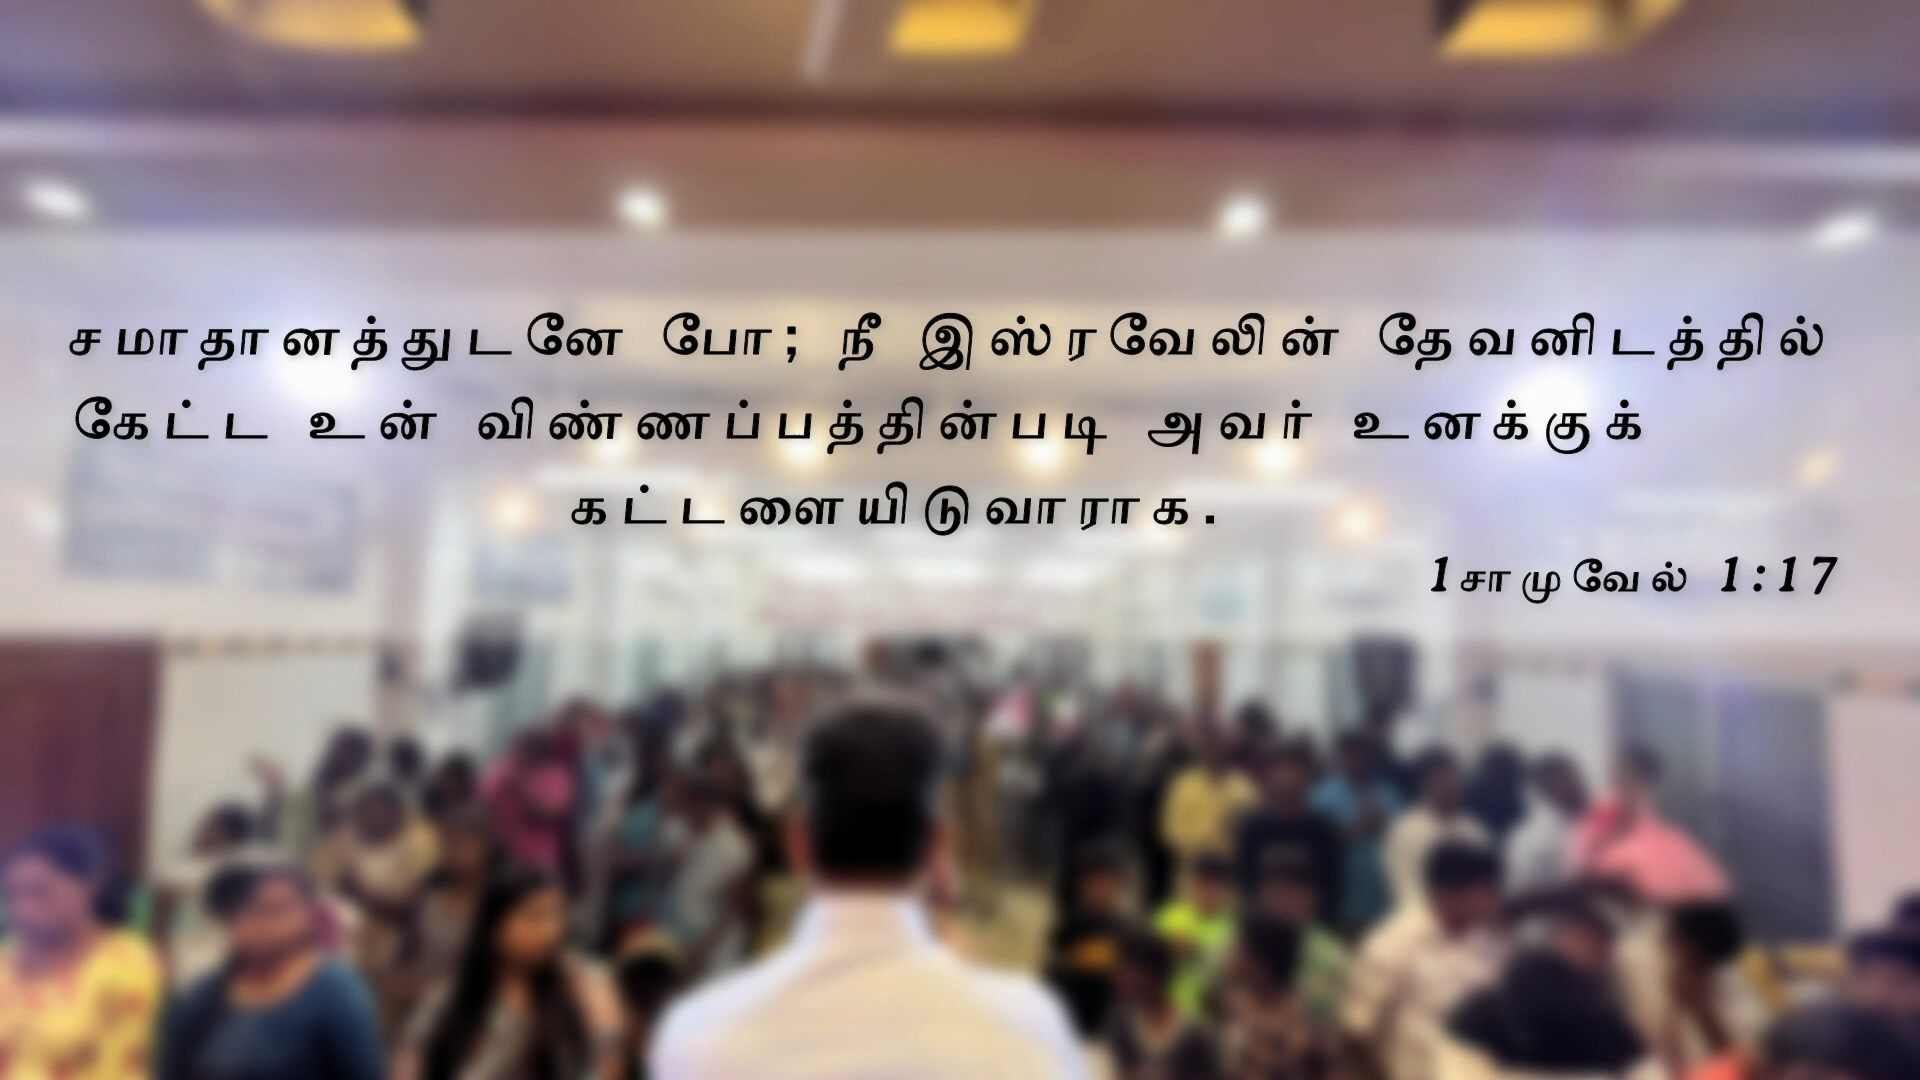 சமாதானத்துடனே போ; நீ இஸ்ரவேலின் தேவனிடத்தில்
கேட்ட உன் விண்ணப்பத்தின்படி அவர் உனக்குக்
கட்டளையிடுவாராக.
1சாமுவேல் 1:17